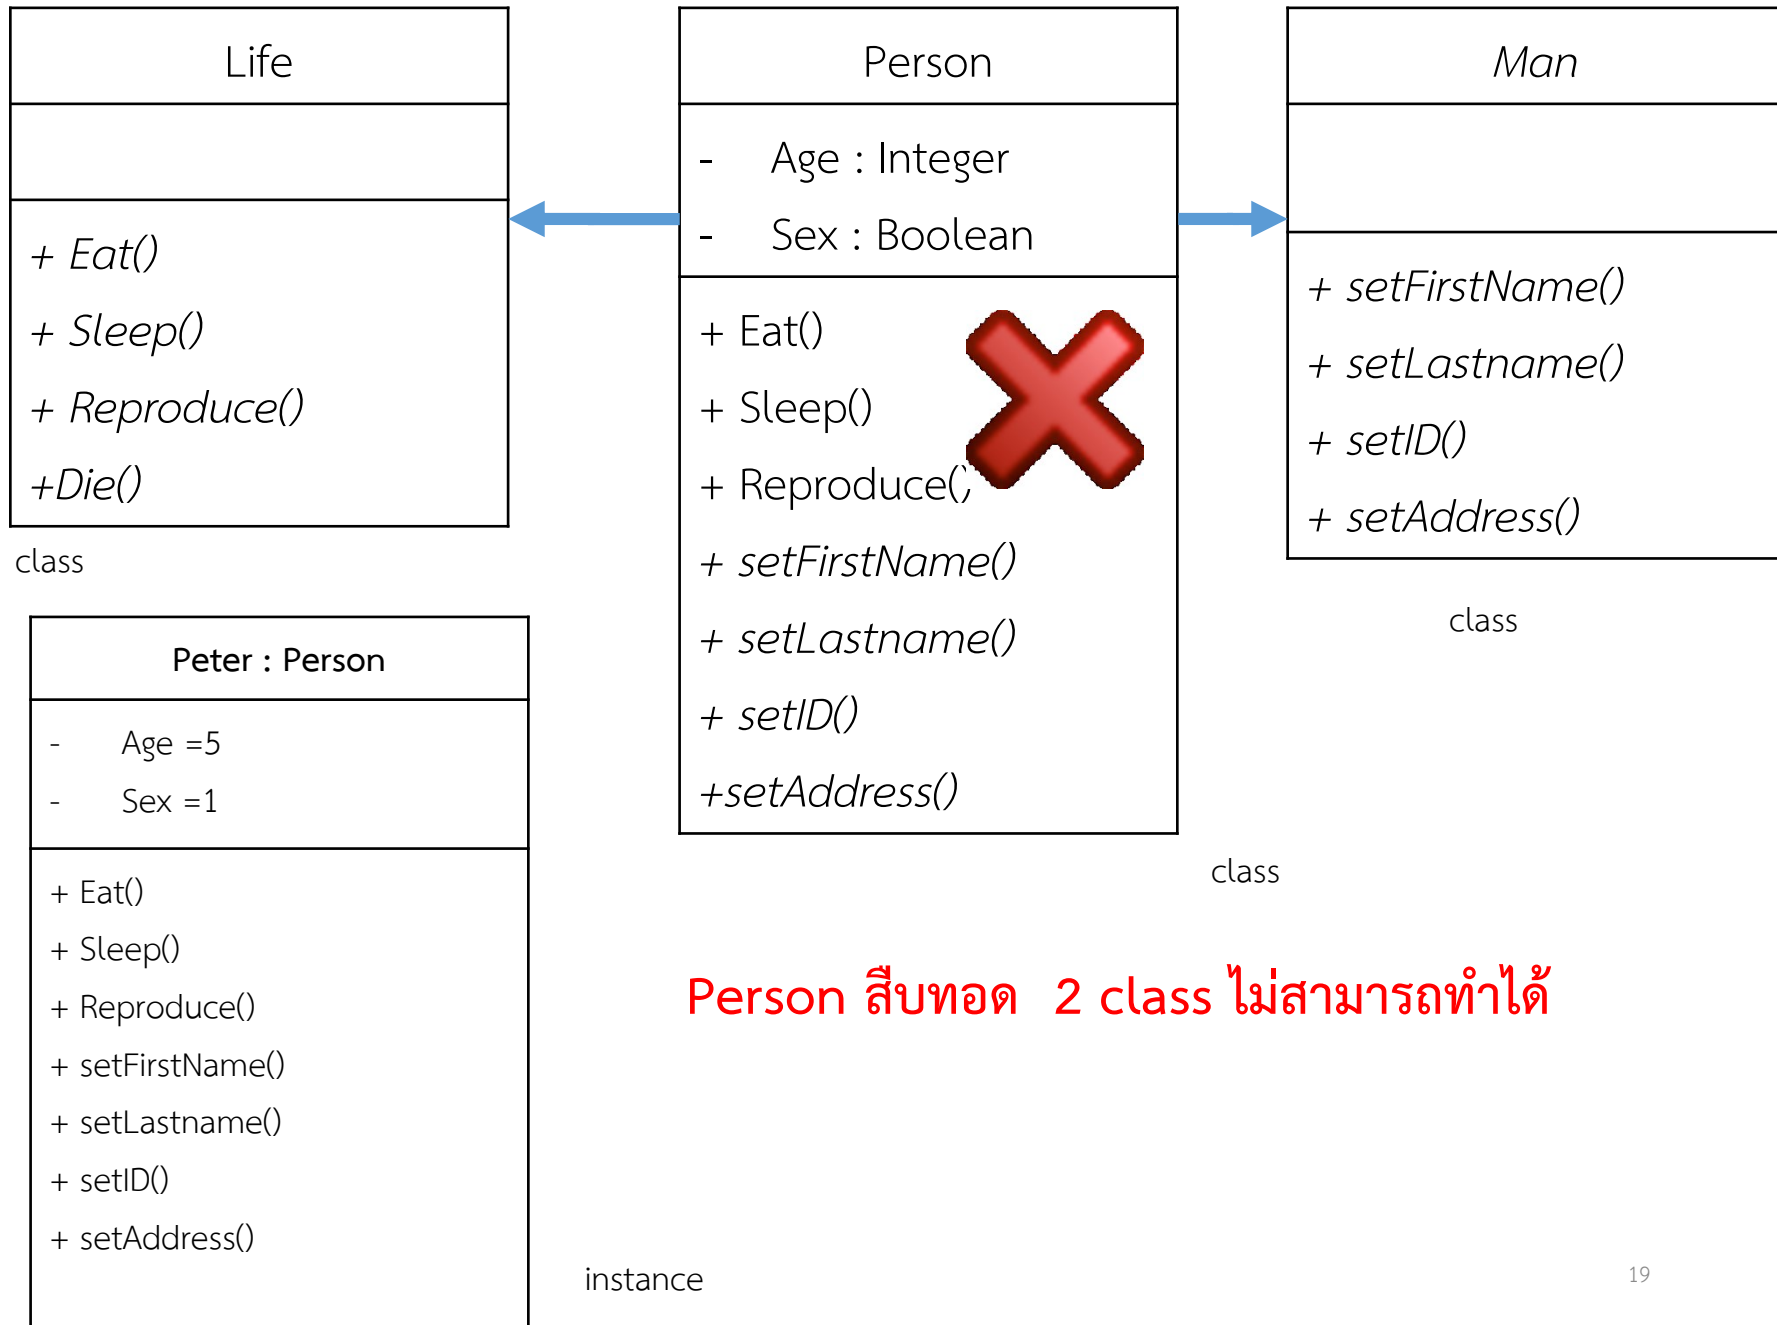 Life
+ Eat()
+ Sleep()
+ Reproduce()
+Die()
class
Person
- Age : Integer
- Sex : Boolean
+ Eat()
+ Sleep()
+ Reproduce()
+ setFirstName()
+ setLastname()
+ setID()
+setAddress()
class
Man
+ setFirstName()
+ setLastname()
+ setID()
+ setAddress()
class
Peter : Person
- Age =5
- Sex =1
+ Eat()
+ Sleep()
+ Reproduce()
+ setFirstName()
+ setLastname()
+ setID()
+ setAddress()
instance
Person สืบทอด 2 class ไม่สามารถทำได้
19